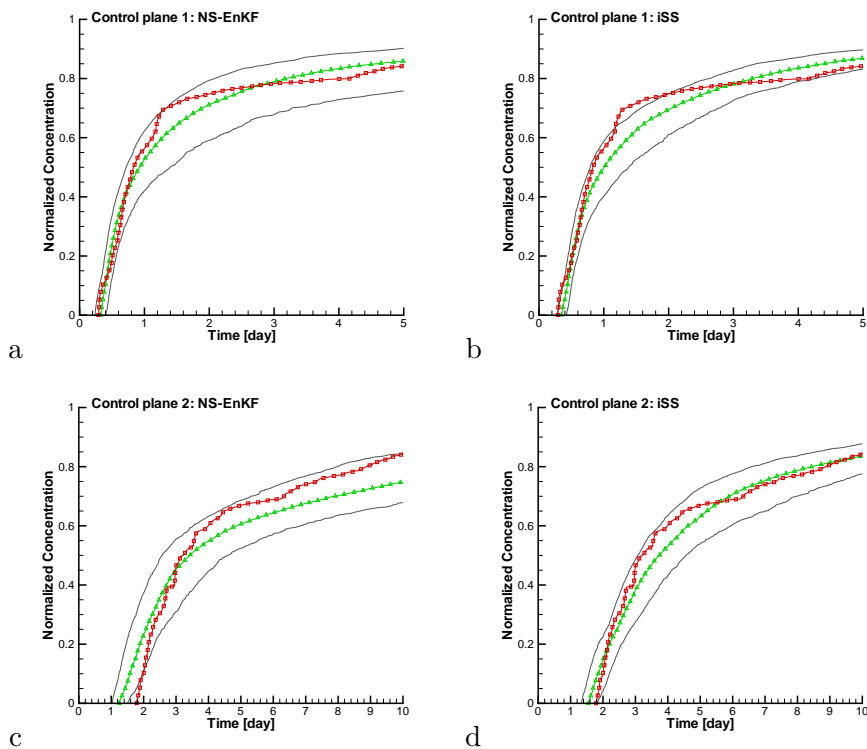 Control plane 1: NS-EnKF
Normalized Concentration
1
0.8
0.6
0.4
0.2
0
0 1 2 3 4 5
Time [day]
a
Control plane 1: iSS
Normalized Concentration
1
0.8
0.6
0.4
0.2
0
0 1 2 3 4 5
Time [day]
b
Control plane 2: NS-EnKF
Normalized Concentration
1
0.8
0.6
0.4
0.2
0
0 1 2 3 4 5 6 7 8 9 10
Time [day]
c
Control plane 2: iSS
Normalized Concentration
1
0.8
0.6
0.4
0.2
0
0 1 2 3 4 5 6 7 8 9 10
Time [day]
d